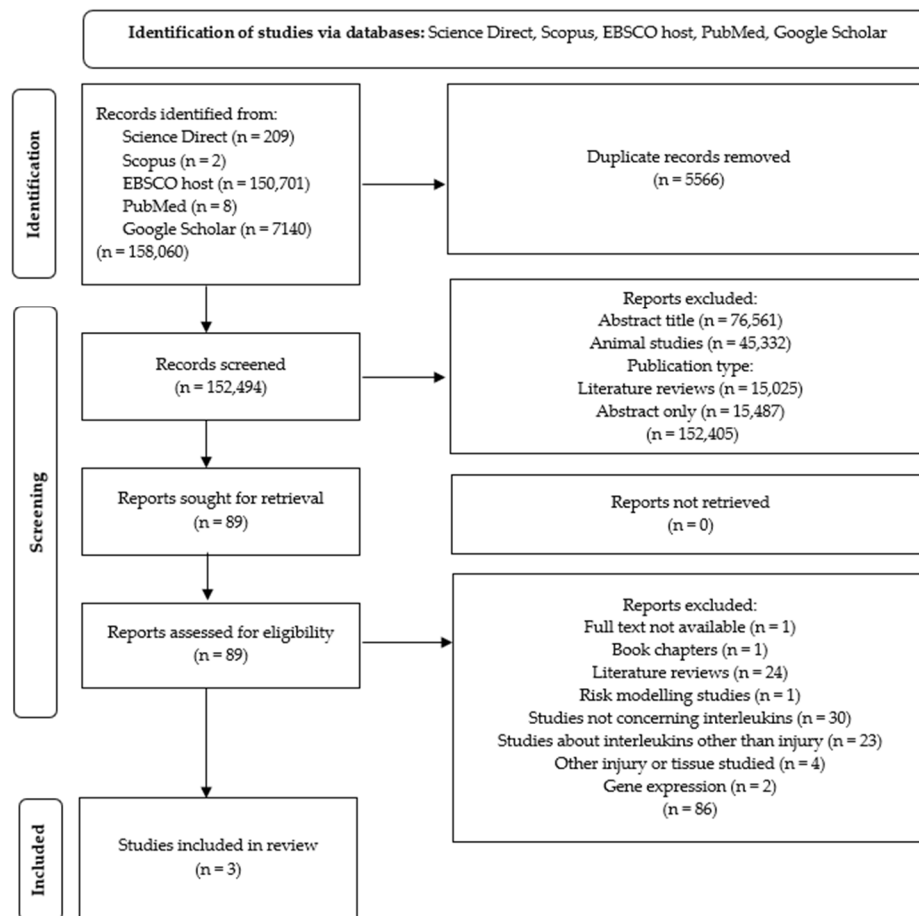 Identification of studies via databases: Science Direct, Scopus, EBSCO host, PubMed, Google Scholar
Identification
Records identified from:
Science Direct (n = 209)
Scopus (n = 2)
EBSCO host (n = 150,701)
PubMed (n = 8)
Google Scholar (n = 7140)
(n = 158,060)
Duplicate records removed
(n = 5566)
Screening
Records screened
(n = 152,494)
Reports excluded:
Abstract title (n = 76,561)
Animal studies (n = 45,332)
Publication type:
Literature reviews (n = 15,025)
Abstract only (n = 15,487)
(n = 152,405)
Reports sought for retrieval
(n = 89)
Reports not retrieved
(n = 0)
Reports assessed for eligibility
(n = 89)
Reports excluded:
Full text not available (n = 1)
Book chapters (n = 1)
Literature reviews (n = 24)
Risk modelling studies (n = 1)
Studies not concerning interleukins (n = 30)
Studies about interleukins other than injury (n = 23)
Other injury or tissue studied (n = 4)
Gene expression (n = 2)
(n = 86)
Included
Studies included in review
(n = 3)